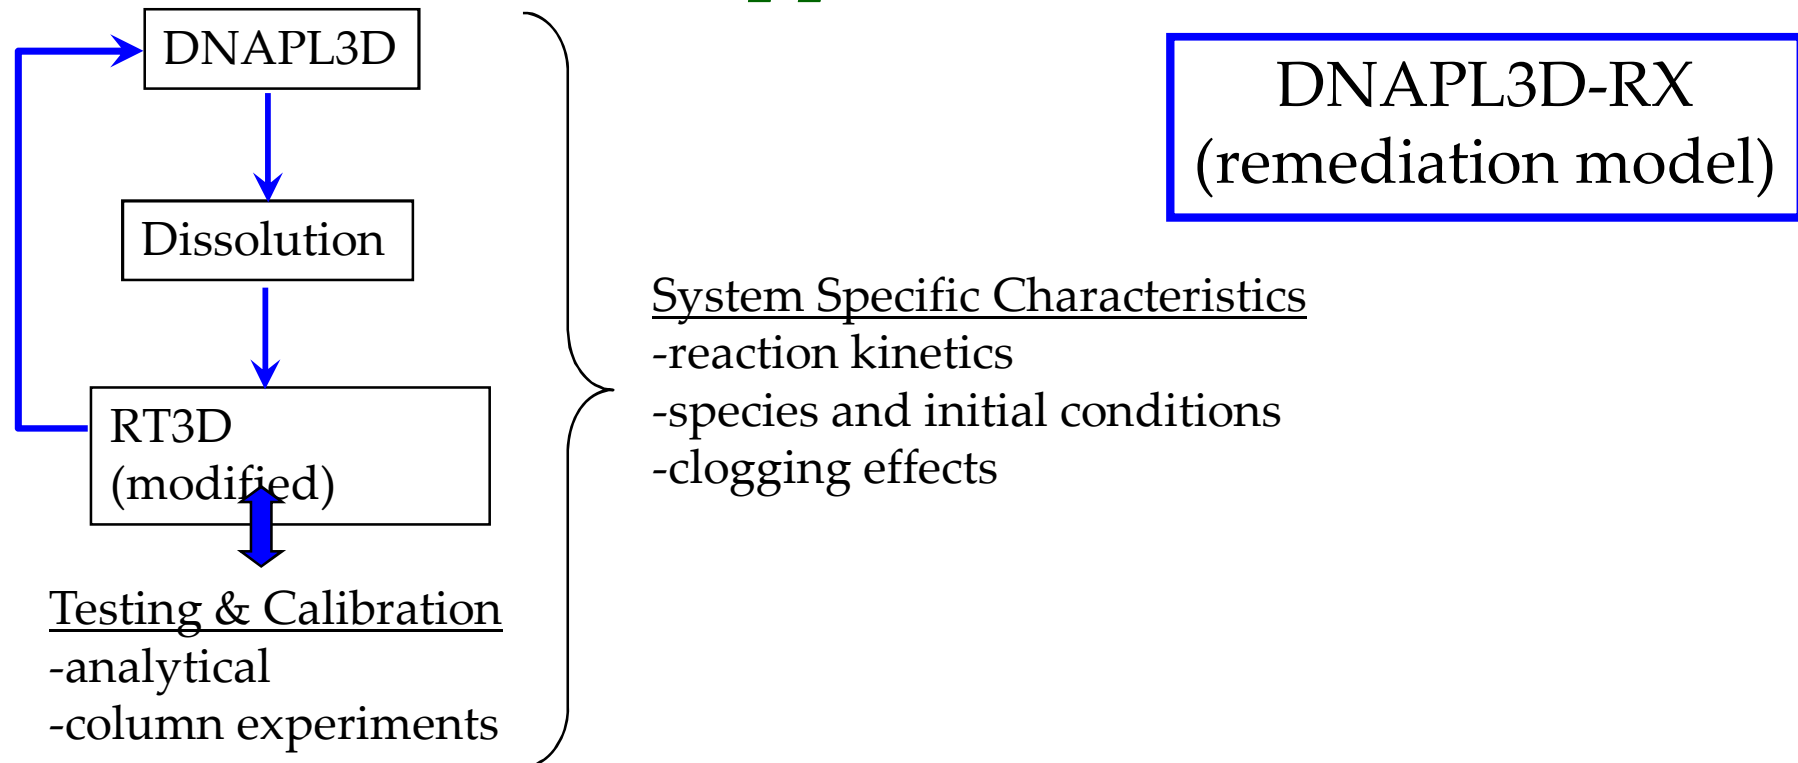 DNAPL3D
Dissolution
RT3D
(modified)
Testing & Calibration
-analytical
-column experiments
System Specific Characteristics
-reaction kinetics
-species and initial conditions
-clogging effects
DNAPL3D-RX
(remediation model)